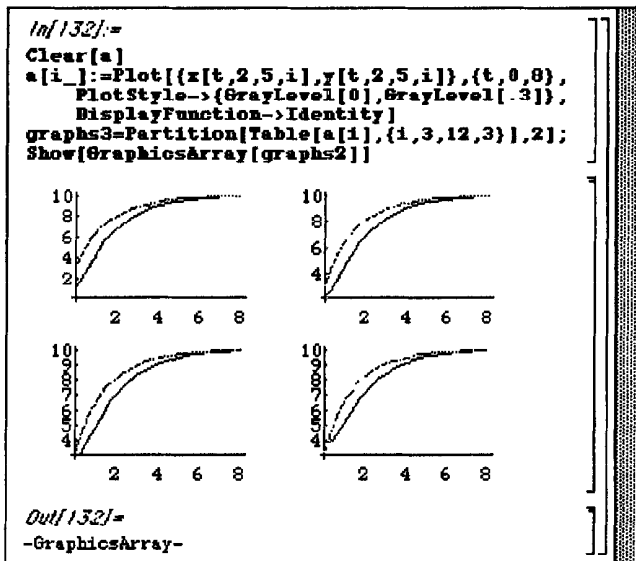 In[132]:=
Clear[a]
a[i_]:=Plot[{x[t,2,5,i],y[t,2,5,i]},{t,0,8},
PlotStyle->{GrayLevel[0],GrayLevel[.3]},
DisplayFunction->Identity]
graphs3=Partition[Table[a[i],{i,3,12,3}],2];
Show[GraphicsArray[graphs2]]
10 10
8 8
6 6
4 4
2
2 4 6 8 2 4 6 8
10 10
9 9
8 8
7 7
6 6
5 5
4 4
2 4 6 8 2 4 6 8
Out[132]=
-GraphicsArray-